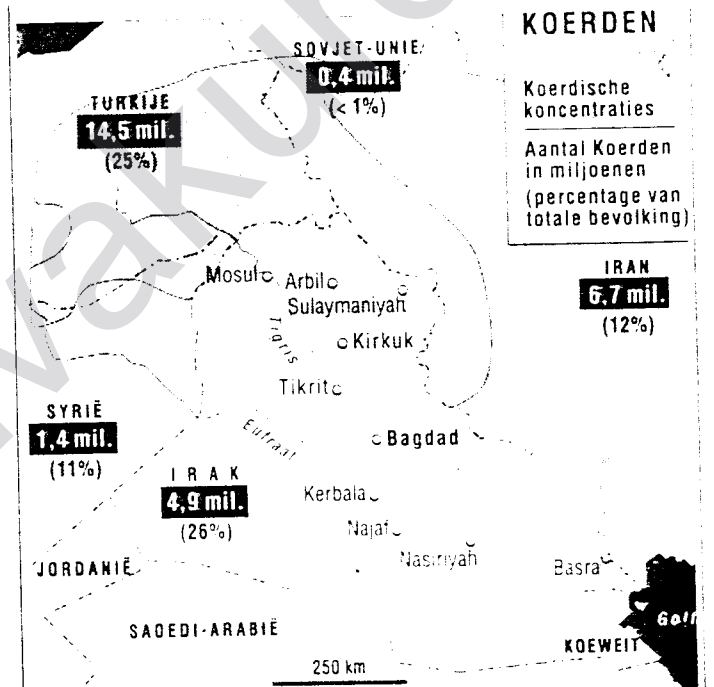 KOERDEN
Koerdische
koncentraties
Aantal Koerden
in miljoenen
(percentage van
totale bevolking)
SOVJET-UNIE
0,4 mil.
(< 1%)
TURKIJE
14,5 mil.
(25%)
IRAN
6,7 mil.
(12%)
Mosul
Arbil
Sulaymaniyah
Tigris
Kirkuk
Tikrit
SYRIË
1,4 mil.
(11%)
Eufraat
Bagdad
IRAK
4,9 mil.
(26%)
Kerbala
Najaf
Nasiriyah
Basra
JORDANIË
SAOEDI-ARABIË
KOEWEIT
Golf
250 km